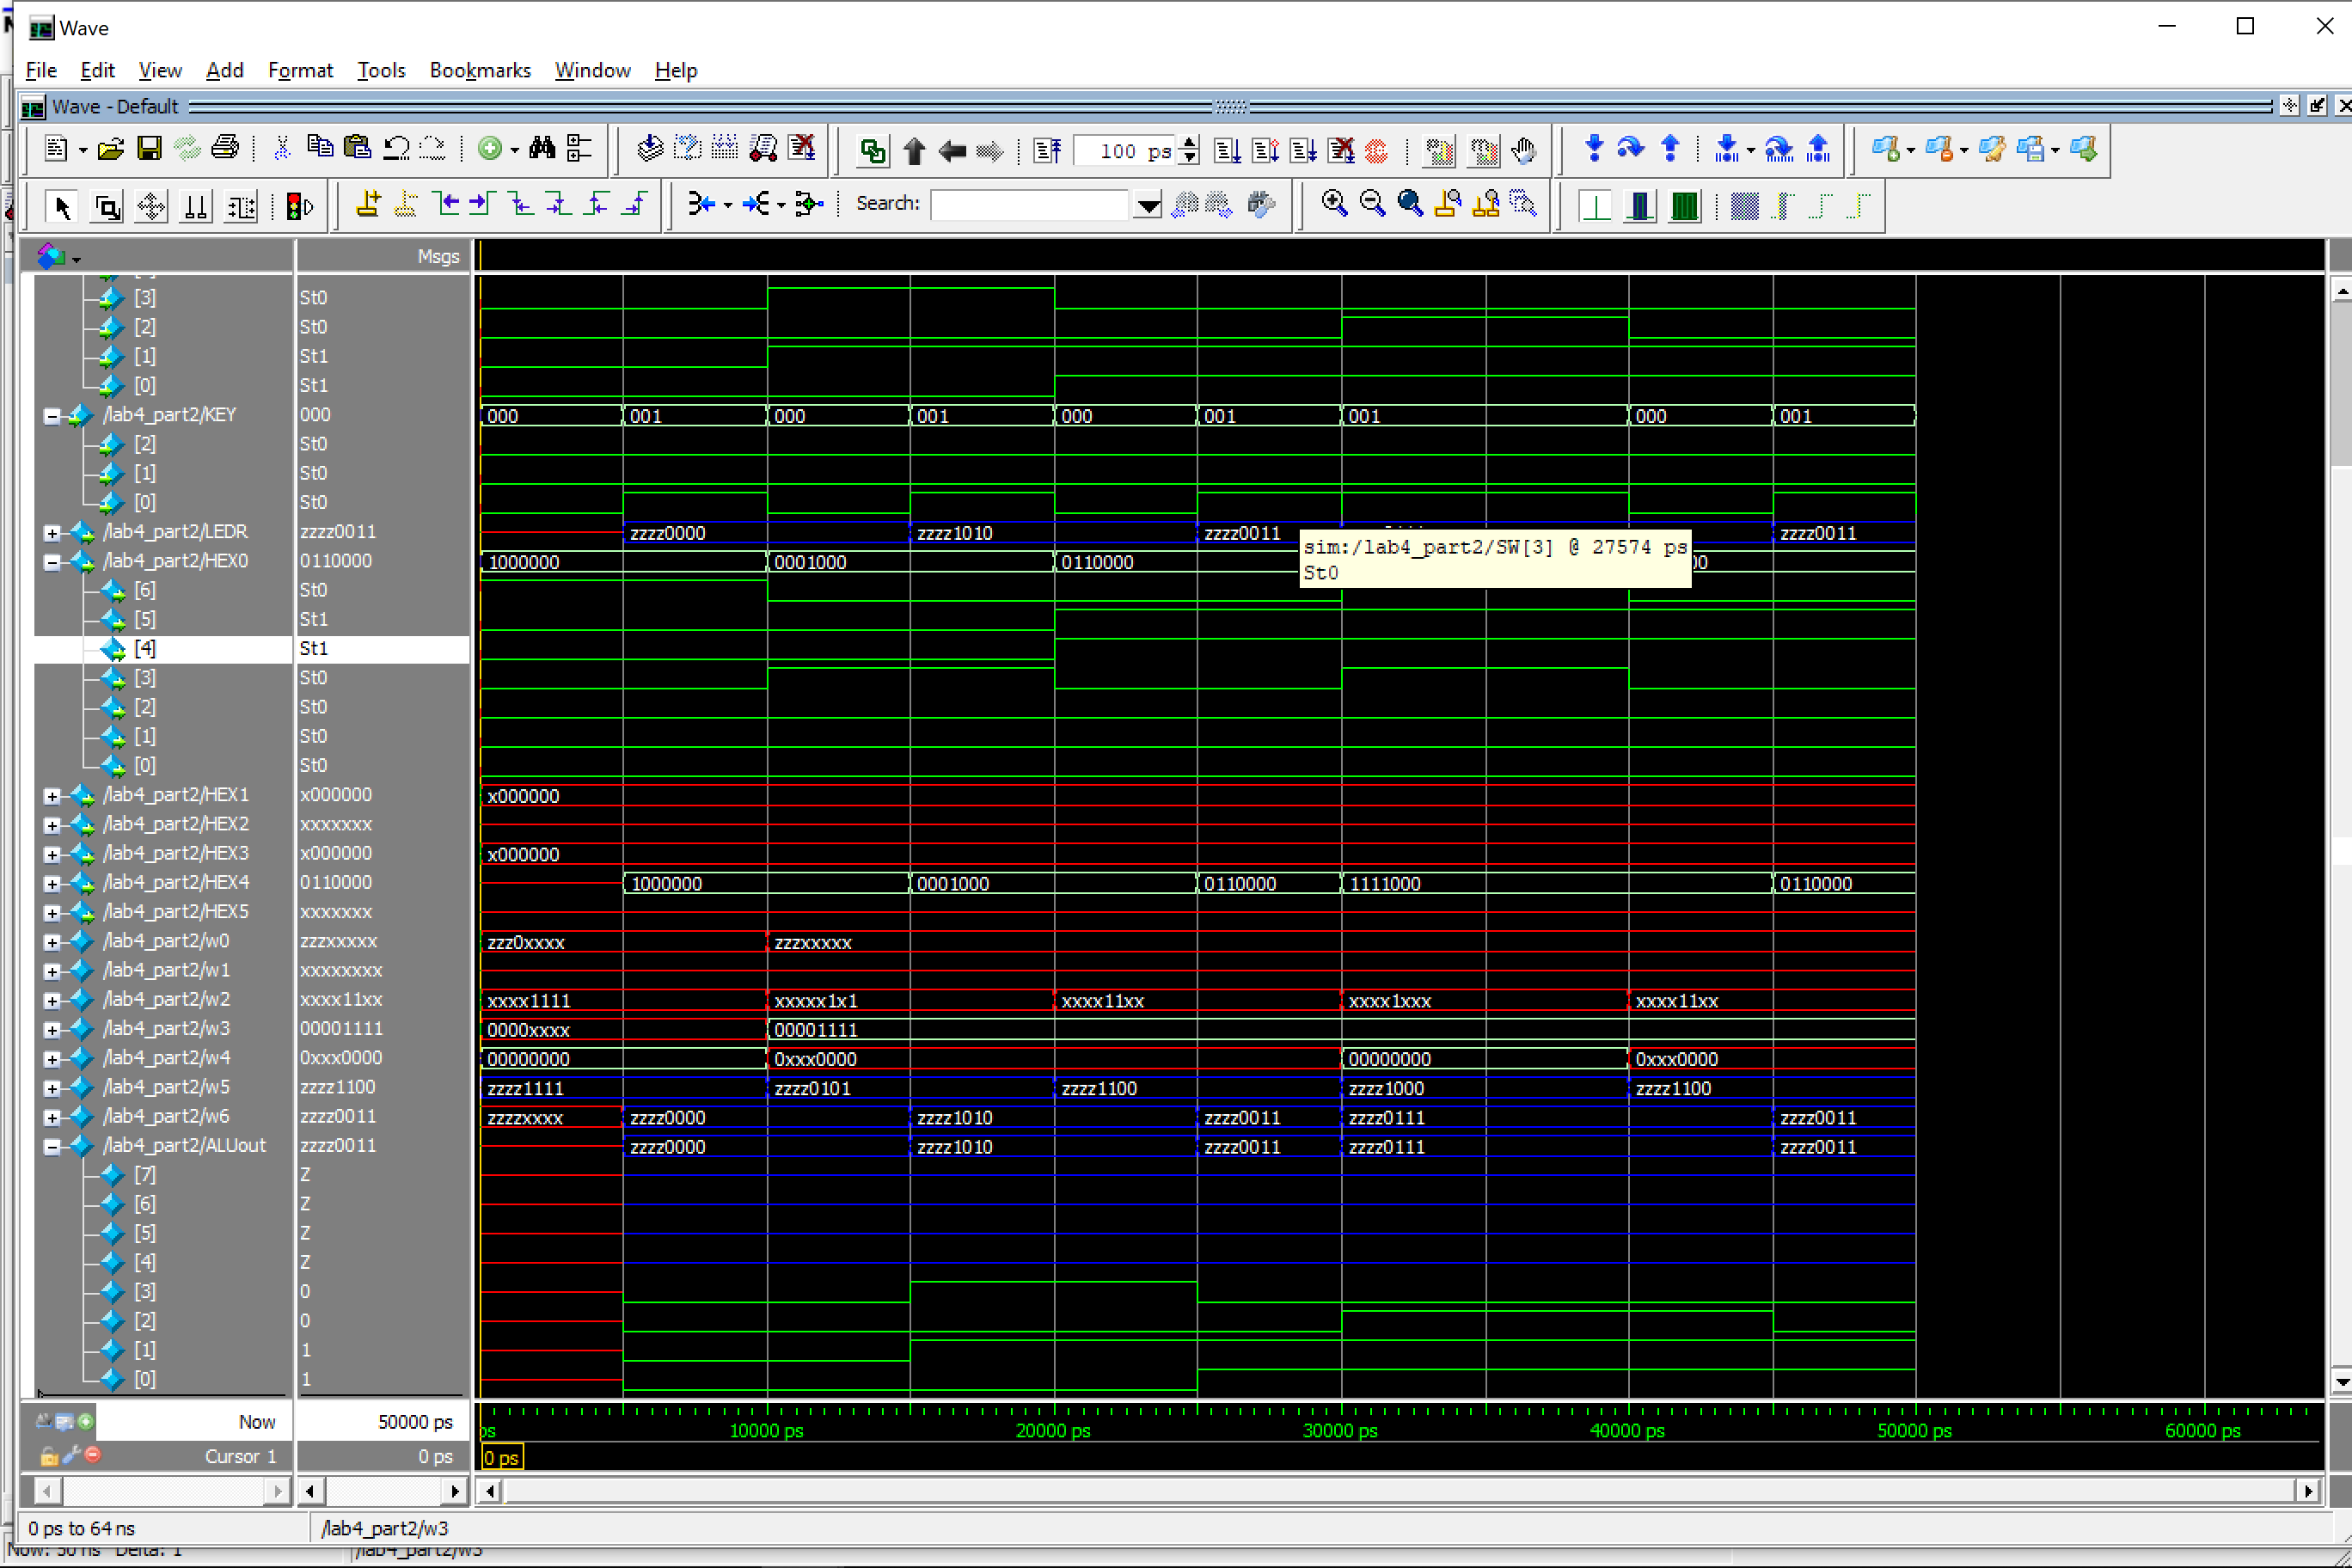 Wave
File Edit View Add Format Tools Bookmarks Window Help
Wave - Default
100 ps
Search:
Msgs
[3] St0
[2] St0
[1] St1
[0] St1
/lab4_part2/KEY 000 000 001 000 001 000 001 001 000 001
[2] St0
[1] St0
[0] St0
/lab4_part2/LEDR zzzz0011 zzzz0000 zzzz1010 zzzz0011 zzzz0011
sim:/lab4_part2/SW[3] @ 27574 ps
St0
/lab4_part2/HEX0 0110000 1000000 0001000 0110000
[6] St0
[5] St1
[4] St1
[3] St0
[2] St0
[1] St0
[0] St0
/lab4_part2/HEX1 x000000 x000000
/lab4_part2/HEX2 xxxxxxx
/lab4_part2/HEX3 x000000 x000000
/lab4_part2/HEX4 0110000 1000000 0001000 0110000 1111000 0110000
/lab4_part2/HEX5 xxxxxxx
/lab4_part2/w0 zzzxxxxx zzz0xxxx zzzxxxxx
/lab4_part2/w1 xxxxxxxx
/lab4_part2/w2 xxxx11xx xxxx1111 xxxxx1x1 xxxx11xx xxxx1xxx xxxx11xx
/lab4_part2/w3 00001111 0000xxxx 00001111
/lab4_part2/w4 0xxx0000 00000000 0xxx0000 00000000 0xxx0000
/lab4_part2/w5 zzzz1100 zzzz1111 zzzz0101 zzzz1100 zzzz1000 zzzz1100
/lab4_part2/w6 zzzz0011 zzzzxxxx zzzz0000 zzzz1010 zzzz0011 zzzz0111 zzzz0011
/lab4_part2/ALUout zzzz0011 zzzz0000 zzzz1010 zzzz0011 zzzz0111 zzzz0011
[7] Z
[6] Z
[5] Z
[4] Z
[3] 0
[2] 0
[1] 1
[0] 1
Now 50000 ps
ps 10000 ps 20000 ps 30000 ps 40000 ps 50000 ps 60000 ps
Cursor 1 0 ps 0 ps
0 ps to 64 ns /lab4_part2/w3
Now: 50 ns Delta: 1 /lab4_part2/w3